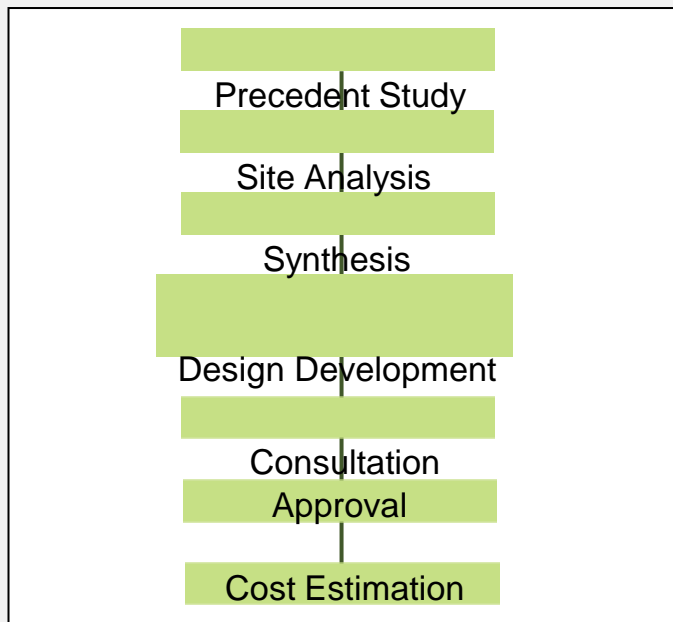 Precedent Study
Site Analysis
Synthesis
Design Development
Consultation
Approval
Cost Estimation